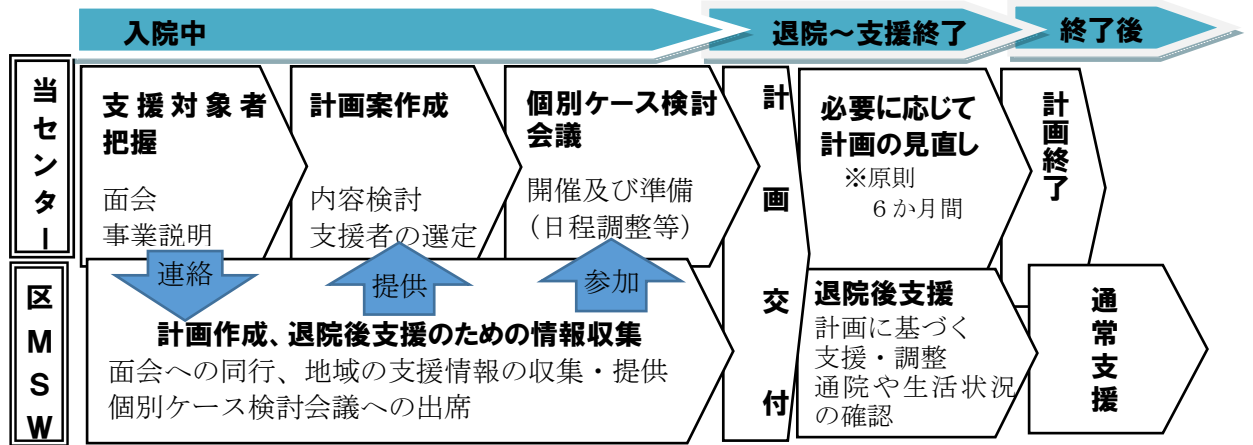 入院中
退院～支援終了
終了後
当センター
支援対象者
把握
面会
事業説明
計画案作成
内容検討
支援者の選定
個別ケース検討
会議
開催及び準備
（日程調整等）
計画交付
必要に応じて
計画の見直し
※原則
６か月間
計画終了
連絡
提供
参加
区ＭＳＷ
計画作成、退院後支援のための情報収集
面会への同行、地域の支援情報の収集・提供
個別ケース検討会議への出席
退院後支援
計画に基づく
支援・調整
通院や生活状況
の確認
通常支援